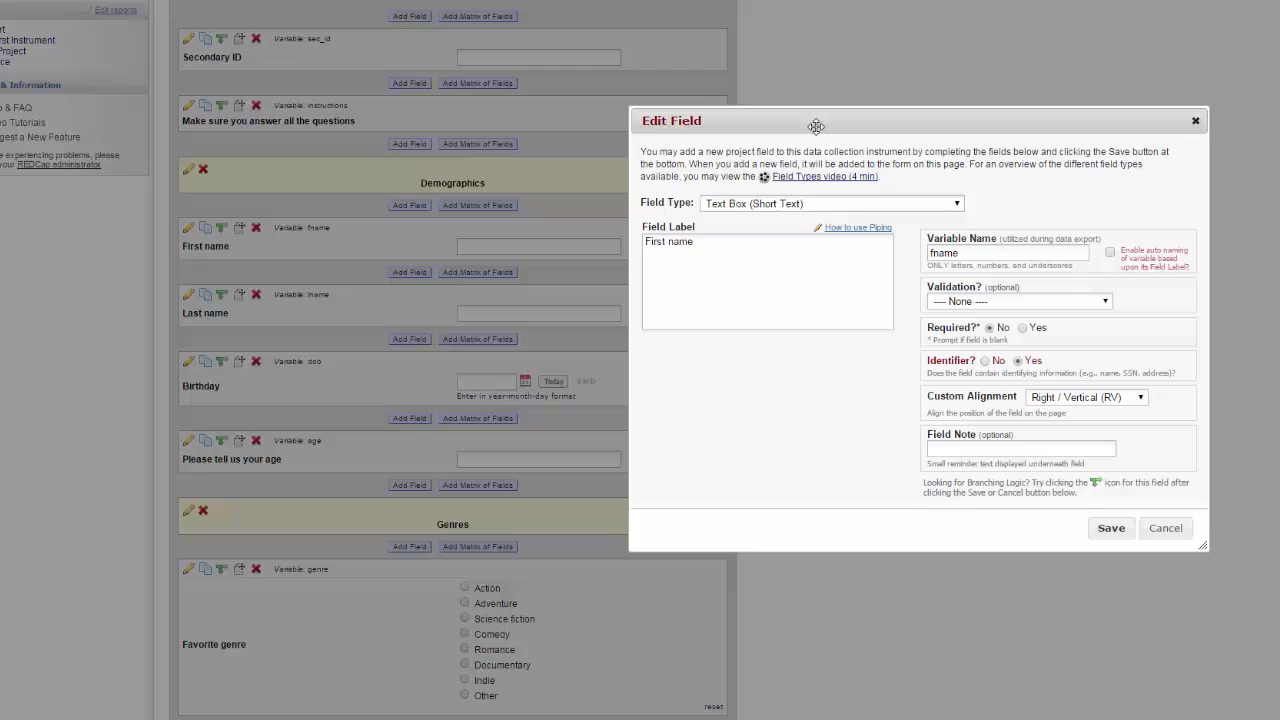 Edit reports
First Instrument
Project
& Information
& FAQ
Tutorials
Suggest a New Feature
experiencing problems, please
your REDCap administrator.
Add Field Add Matrix of Fields
Variable: sec_id
Secondary ID
Add Field Add Matrix of Fields
Variable: instructions
Make sure you answer all the questions
Add Field Add Matrix of Fields
Demographics
Add Field Add Matrix of Fields
Variable: fname
First name
Add Field Add Matrix of Fields
Variable: lname
Last name
Add Field Add Matrix of Fields
Variable: dob
Birthday
Today Y-M-D
Enter in year-month-day format
Add Field Add Matrix of Fields
Variable: age
Please tell us your age
Add Field Add Matrix of Fields
Genres
Add Field Add Matrix of Fields
Variable: genre
Favorite genre
Action
Adventure
Science fiction
Comedy
Romance
Documentary
Indie
Other
reset
Edit Field
You may add a new project field to this data collection instrument by completing the fields below and clicking the Save button at
the bottom. When you add a new field, it will be added to the form on this page. For an overview of the different field types
available, you may view the Field Types video (4 min).
Field Type: Text Box (Short Text)
Field Label How to use Piping
First name
Variable Name (utilized during data export)
fname
ONLY letters, numbers, and underscores
Enable auto naming
of variable based
upon its Field Label?
Validation? (optional)
---- None ----
Required?* No Yes
* Prompt if field is blank
Identifier? No Yes
Does the field contain identifying information (e.g., name, SSN, address)?
Custom Alignment Right / Vertical (RV)
Align the position of the field on the page
Field Note (optional)
Small reminder text displayed underneath field
Looking for Branching Logic? Try clicking the icon for this field after
clicking the Save or Cancel button below.
Save Cancel